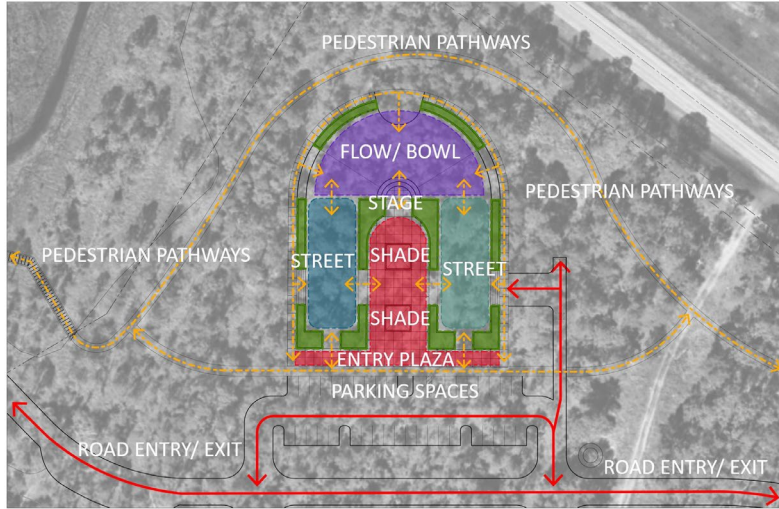 PEDESTRIAN PATHWAYS
FLOW/ BOWL
PEDESTRIAN PATHWAYS
STAGE
PEDESTRIAN PATHWAYS
STREET
SHADE
STREET
SHADE
ENTRY PLAZA
PARKING SPACES
ROAD ENTRY/ EXIT
ROAD ENTRY/ EXIT